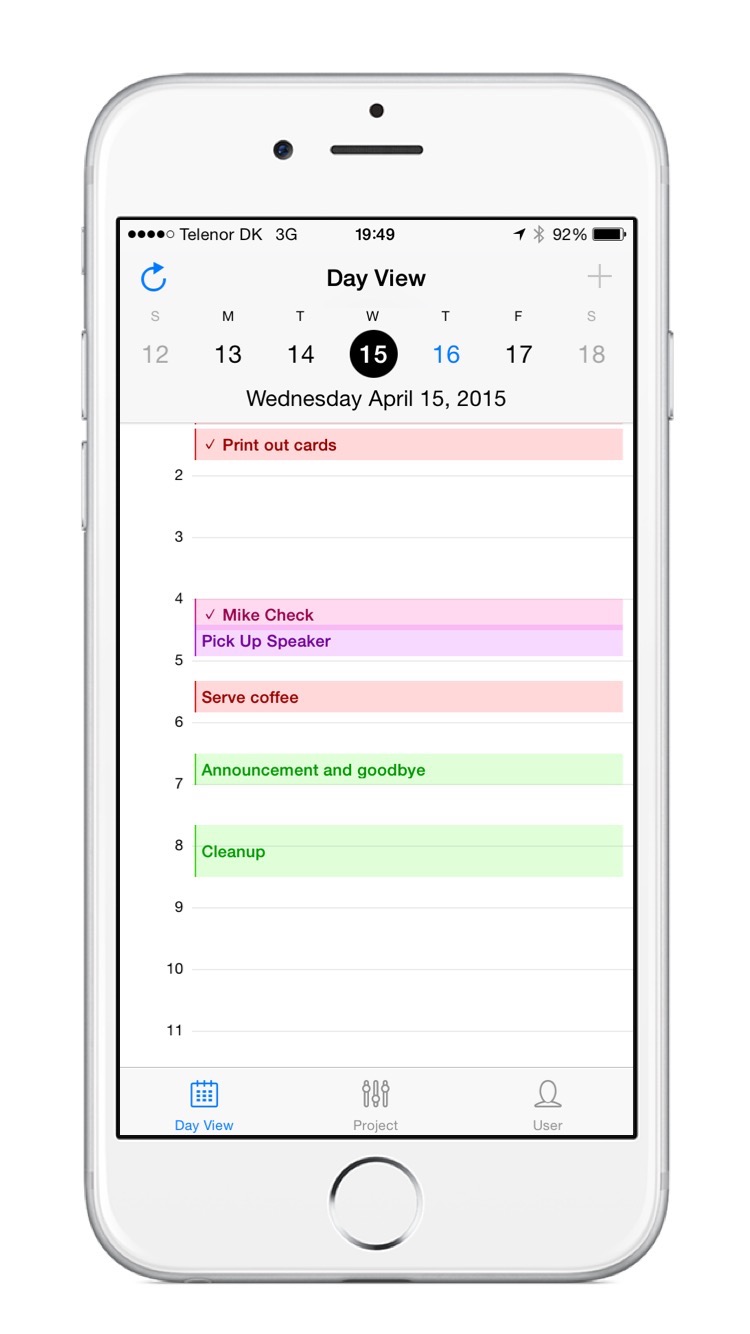 Telenor DK 3G 19:49 92%
Day View
S M T W T F S
12 13 14 15 16 17 18
Wednesday April 15, 2015
✓ Print out cards
2
3
4
✓ Mike Check
Pick Up Speaker
5
Serve coffee
6
Announcement and goodbye
7
8
Cleanup
9
10
11
Day View Project User